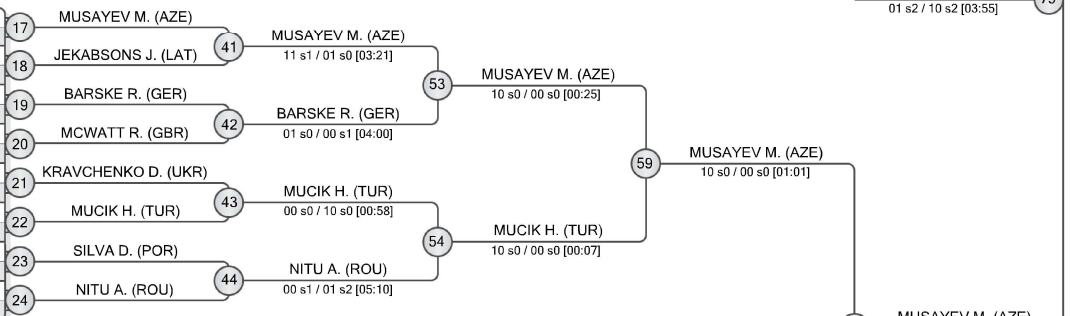 01 s2 / 10 s2 [03:55]
17
MUSAYEV M. (AZE)
18
JEKABSONS J. (LAT)
41
MUSAYEV M. (AZE)
11 s1 / 01 s0 [03:21]
19
BARSKE R. (GER)
20
MCWATT R. (GBR)
42
BARSKE R. (GER)
01 s0 / 00 s1 [04:00]
53
MUSAYEV M. (AZE)
10 s0 / 00 s0 [00:25]
21
KRAVCHENKO D. (UKR)
22
MUCIK H. (TUR)
43
MUCIK H. (TUR)
00 s0 / 10 s0 [00:58]
23
SILVA D. (POR)
24
NITU A. (ROU)
44
NITU A. (ROU)
00 s1 / 01 s2 [05:10]
54
MUCIK H. (TUR)
10 s0 / 00 s0 [00:07]
59
MUSAYEV M. (AZE)
10 s0 / 00 s0 [01:01]
MUSAYEV M. (AZE)